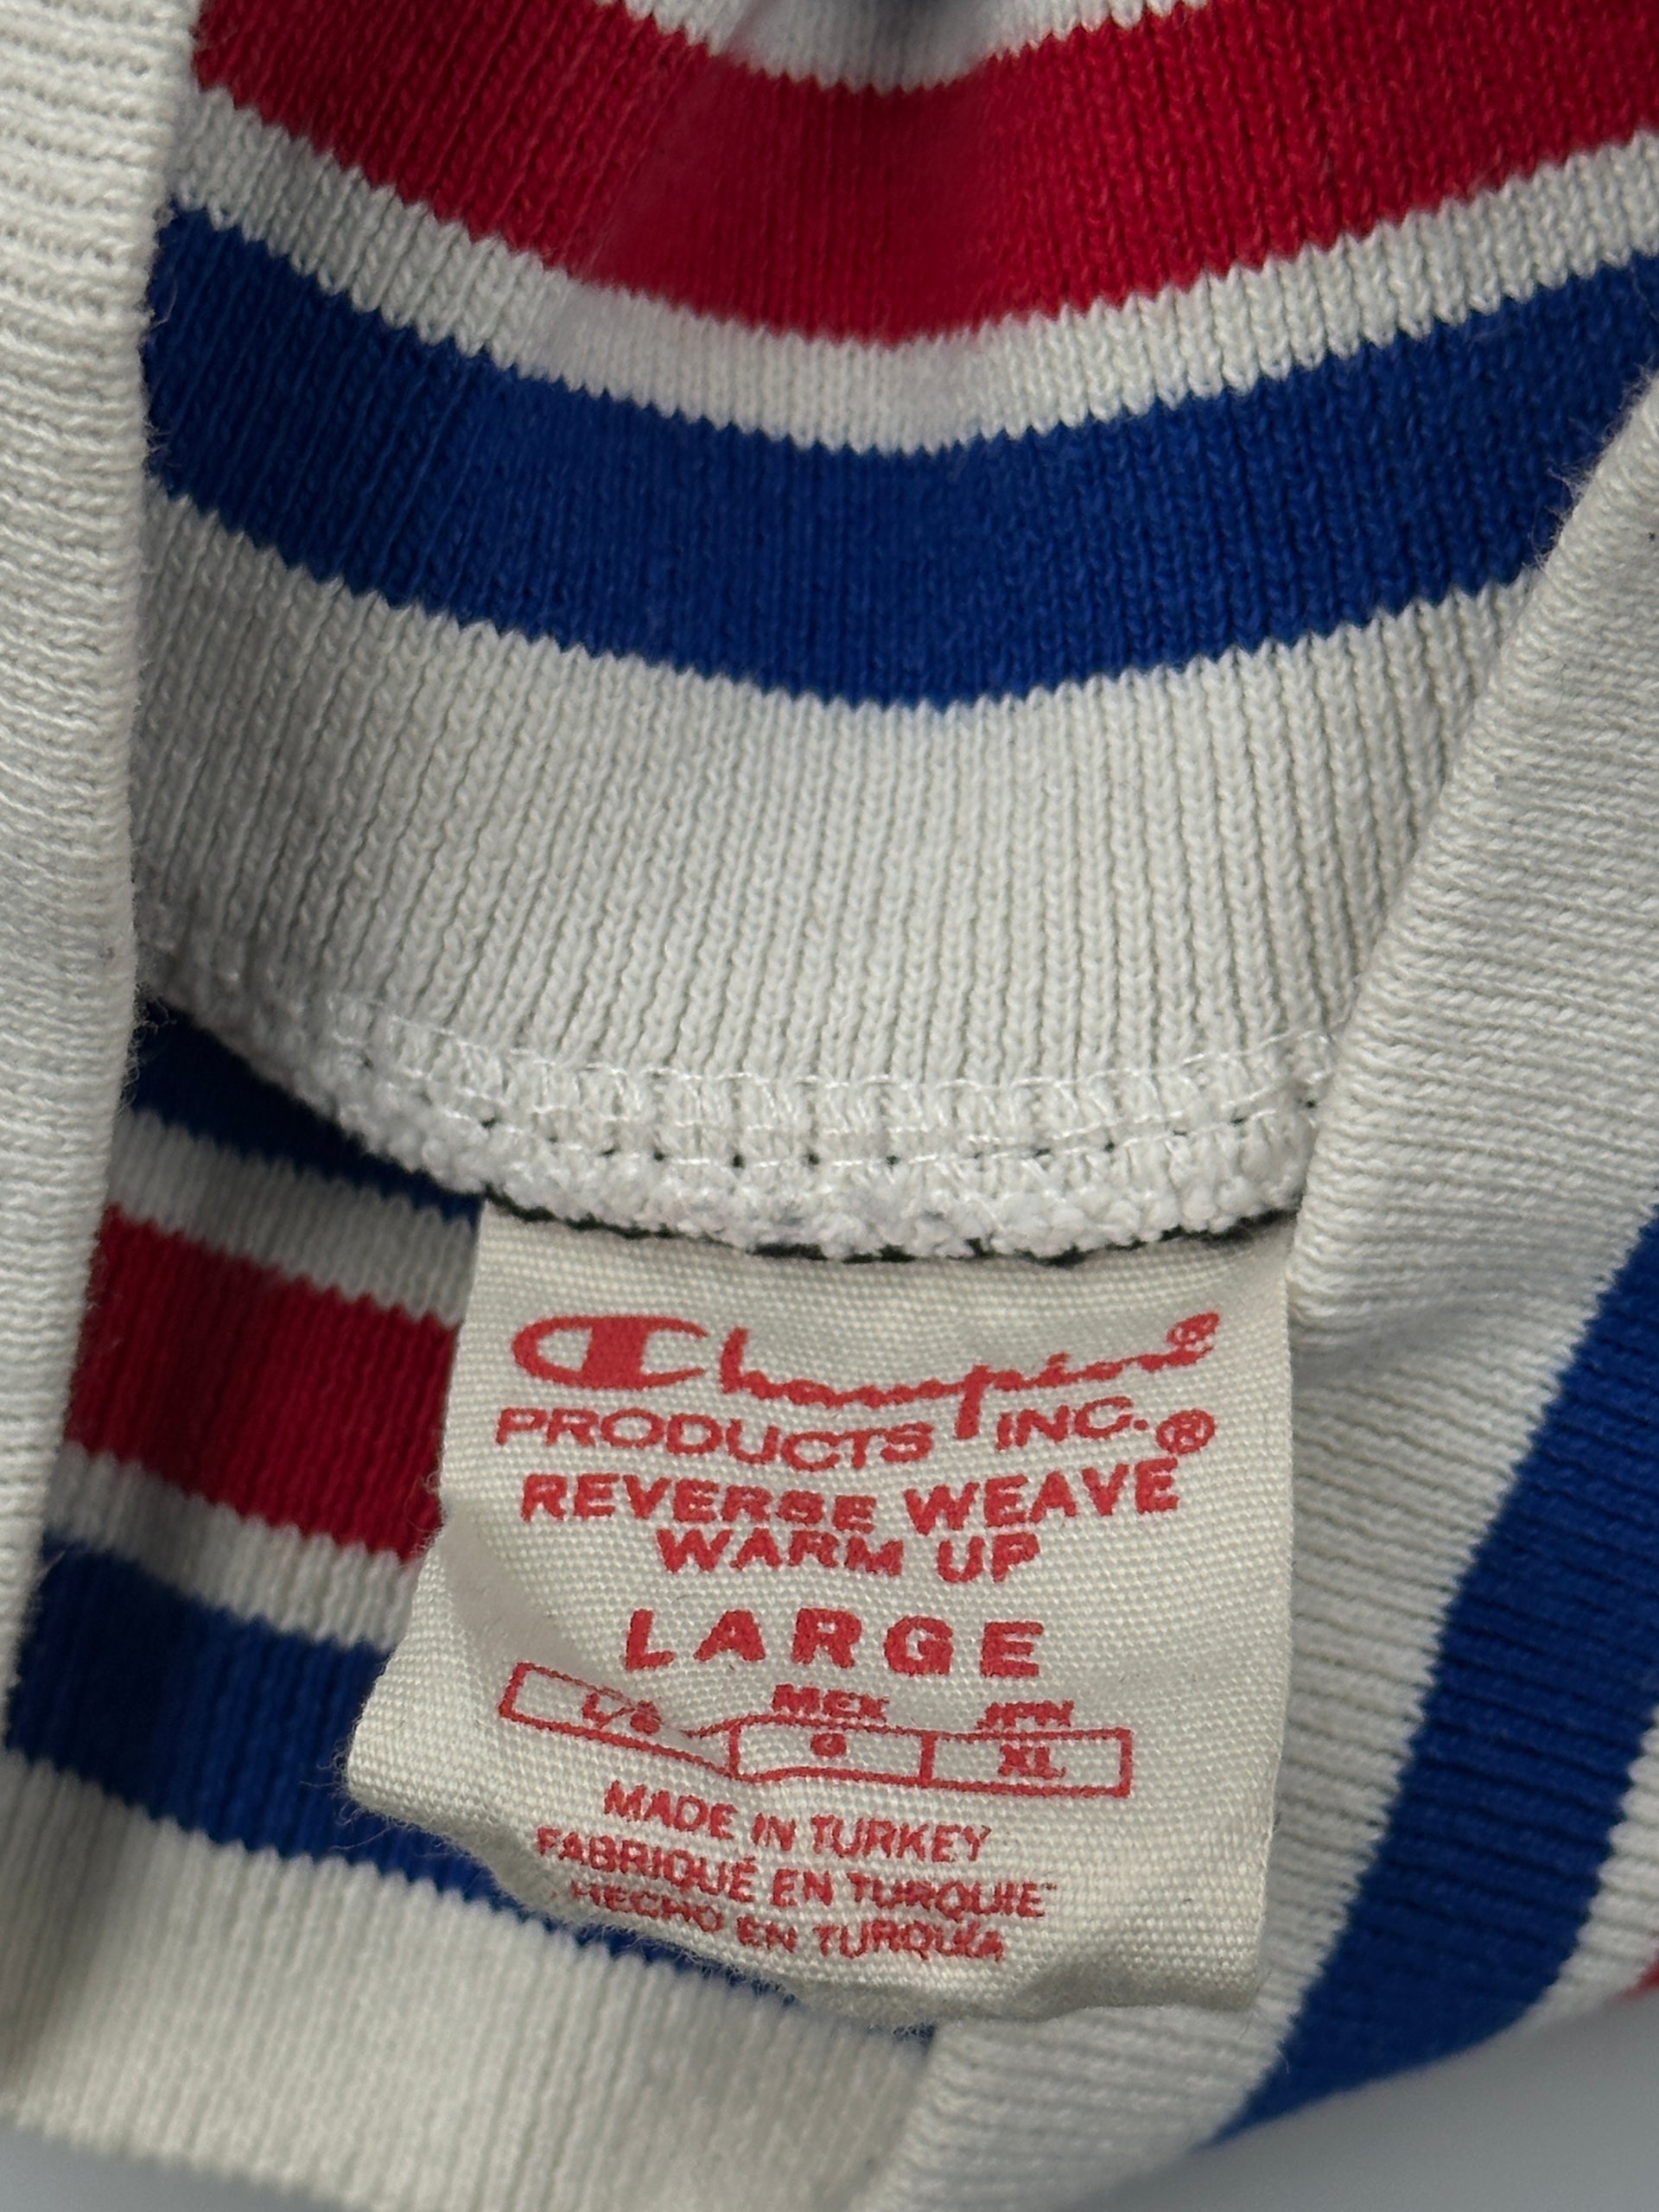 Champion®
PRODUCTS INC.®
REVERSE WEAVE
WARM UP
LARGE
MEX JPN
G XL
MADE IN TURKEY
FABRIQUÉ EN TURQUIE
HECHO EN TURQUÍA